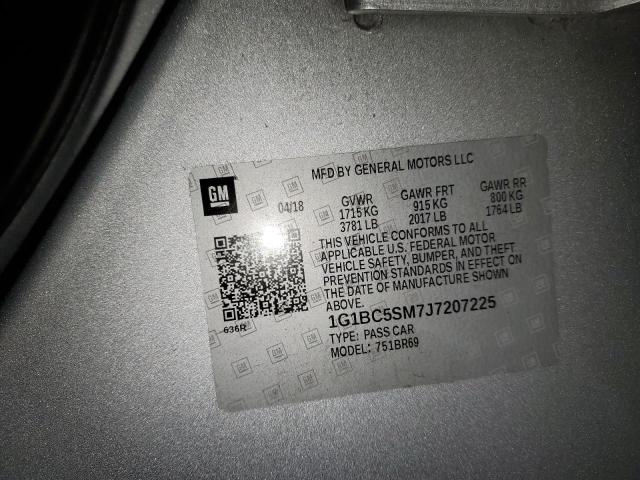 MFD BY GENERAL MOTORS LLC
GM
04/18
GVWR GAWR FRT GAWR RR
1715 KG 915 KG 800 KG
3781 LB 2017 LB 1764 LB
THIS VEHICLE CONFORMS TO ALL
APPLICABLE U.S. FEDERAL MOTOR
VEHICLE SAFETY, BUMPER, AND THEFT
PREVENTION STANDARDS IN EFFECT ON
THE DATE OF MANUFACTURE SHOWN
ABOVE.
636R
1G1BC5SM7J7207225
TYPE: PASS CAR
MODEL: 751BR69